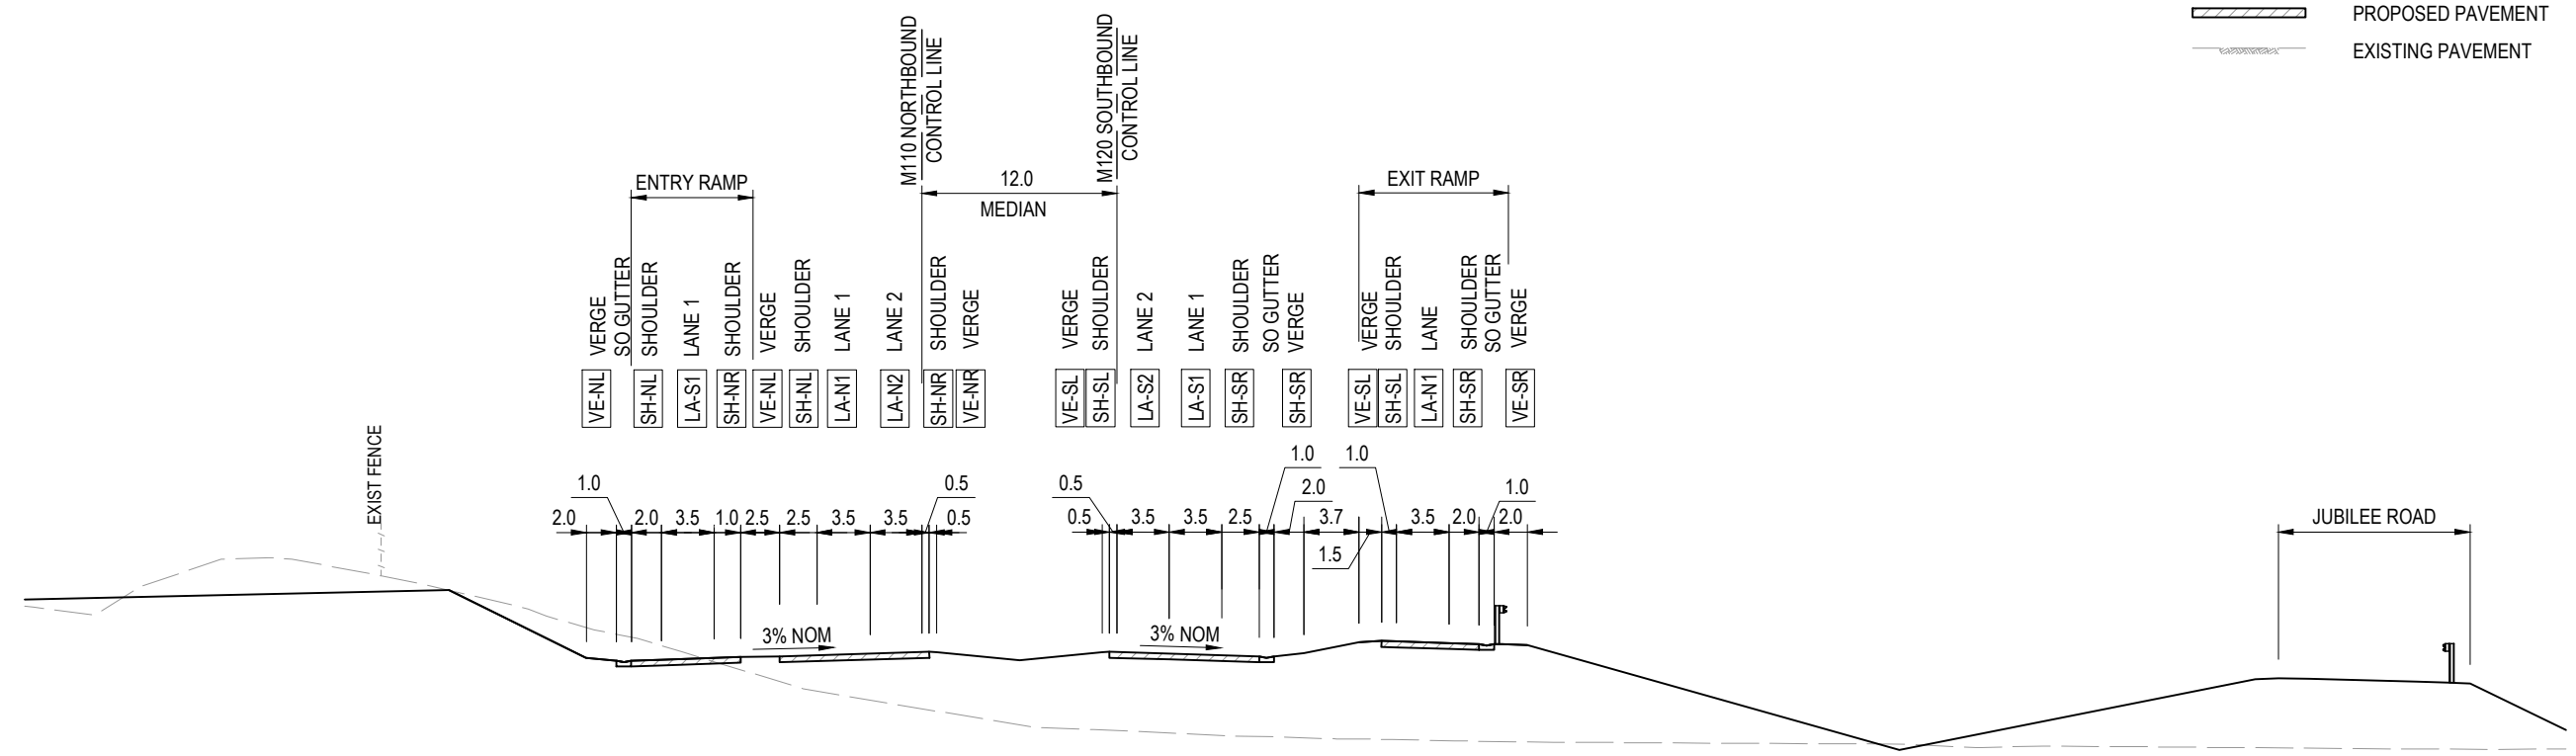 PROPOSED PAVEMENT
EXISTING PAVEMENT
M110 NORTHBOUND
CONTROL LINE
M120 SOUTHBOUND
CONTROL LINE
ENTRY RAMP
12.0
MEDIAN
EXIT RAMP
VERGE
SO GUTTER
SHOULDER
LANE 1
SHOULDER
VERGE
SHOULDER
LANE 1
LANE 2
SHOULDER
VERGE
VERGE
SHOULDER
LANE 2
LANE 1
SHOULDER
SO GUTTER
VERGE
VERGE
SHOULDER
LANE
SHOULDER
SO GUTTER
VERGE
VE-NL
SH-NL
LA-S1
SH-NR
VE-NL
SH-NL
LA-N1
LA-N2
SH-NR
VE-NR
VE-SL
SH-SL
LA-S2
LA-S1
SH-SR
SH-SR
VE-SL
SH-SL
LA-N1
SH-SR
VE-SR
EXIST FENCE
1.0
0.5
0.5
1.0
1.0
2.0
1.0
2.0
2.0
3.5
1.0
2.5
2.5
3.5
3.5
0.5
0.5
3.5
3.5
2.5
3.7
1.5
3.5
2.0
2.0
JUBILEE ROAD
3% NOM
3% NOM